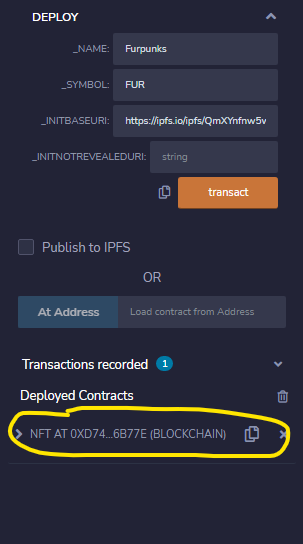 DEPLOY
_NAME: Furpunks
_SYMBOL: FUR
_INITBASEURI: https://ipfs.io/ipfs/QmXYnfnw5v
_INITNOTREVEALEDURI: string
transact
Publish to IPFS
OR
At Address Load contract from Address
Transactions recorded 1
Deployed Contracts
NFT AT 0XD74...6B77E (BLOCKCHAIN)